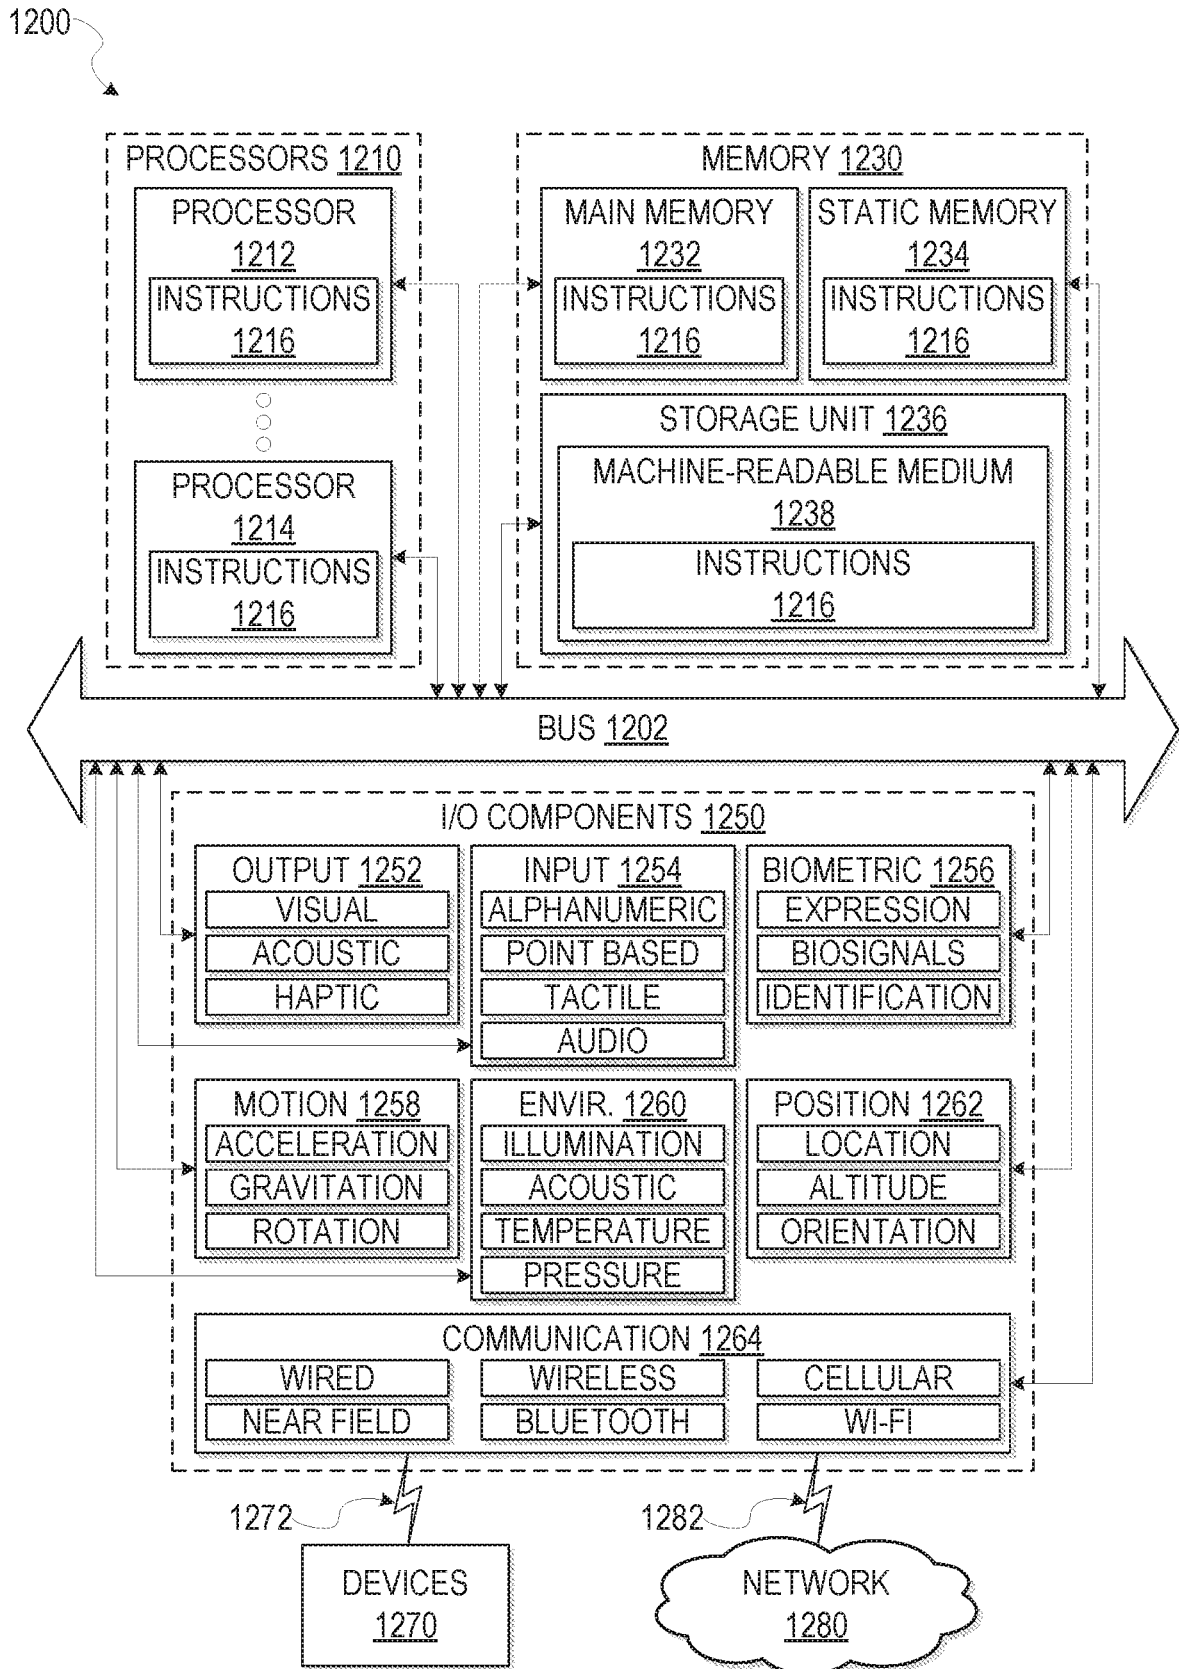 1200
PROCESSORS 1210
PROCESSOR
1212
INSTRUCTIONS
1216
PROCESSOR
1214
INSTRUCTIONS
1216
MEMORY 1230
MAIN MEMORY
1232
INSTRUCTIONS
1216
STATIC MEMORY
1234
INSTRUCTIONS
1216
STORAGE UNIT 1236
MACHINE-READABLE MEDIUM
1238
INSTRUCTIONS
1216
BUS 1202
I/O COMPONENTS 1250
OUTPUT 1252
VISUAL
ACOUSTIC
HAPTIC
INPUT 1254
ALPHANUMERIC
POINT BASED
TACTILE
AUDIO
BIOMETRIC 1256
EXPRESSION
BIOSIGNALS
IDENTIFICATION
MOTION 1258
ACCELERATION
GRAVITATION
ROTATION
ENVIR. 1260
ILLUMINATION
ACOUSTIC
TEMPERATURE
PRESSURE
POSITION 1262
LOCATION
ALTITUDE
ORIENTATION
COMMUNICATION 1264
WIRED
WIRELESS
CELLULAR
NEAR FIELD
BLUETOOTH
WI-FI
1272
1282
DEVICES
1270
NETWORK
1280